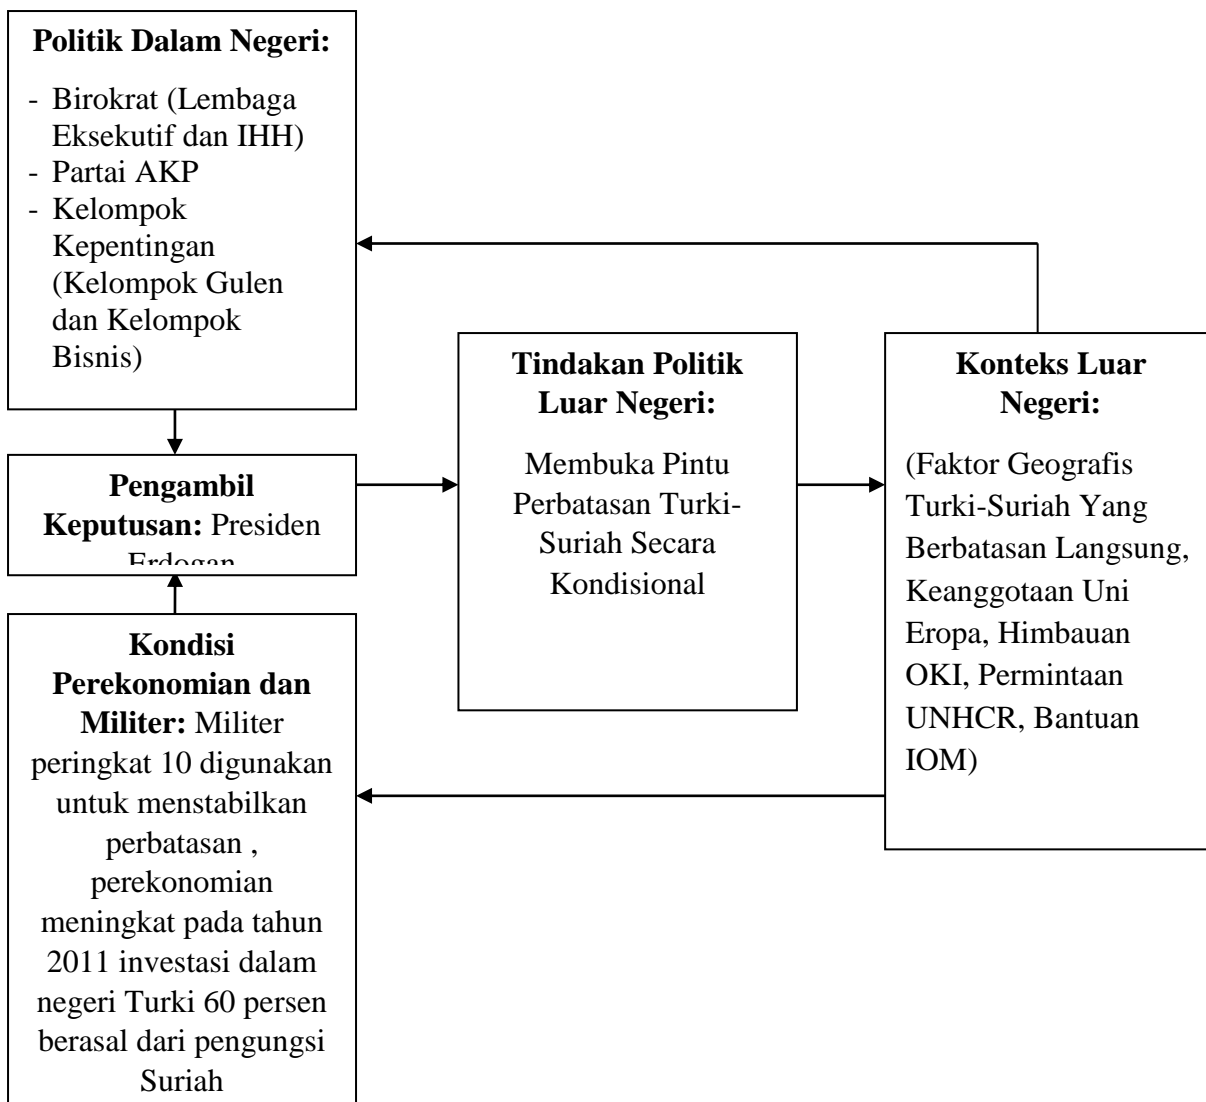 Politik Dalam Negeri:
- Birokrat (Lembaga
Eksekutif dan IHH)
- Partai AKP
- Kelompok
Kepentingan
(Kelompok Gulen
dan Kelompok
Bisnis)
Pengambil
Keputusan: Presiden
Erdogan
Kondisi
Perekonomian dan
Militer: Militer
peringkat 10 digunakan
untuk menstabilkan
perbatasan ,
perekonomian
meningkat pada tahun
2011 investasi dalam
negeri Turki 60 persen
berasal dari pengungsi
Suriah
Tindakan Politik
Luar Negeri:
Membuka Pintu
Perbatasan Turki-
Suriah Secara
Kondisional
Konteks Luar
Negeri:
(Faktor Geografis
Turki-Suriah Yang
Berbatasan Langsung,
Keanggotaan Uni
Eropa, Himbauan
OKI, Permintaan
UNHCR, Bantuan
IOM)